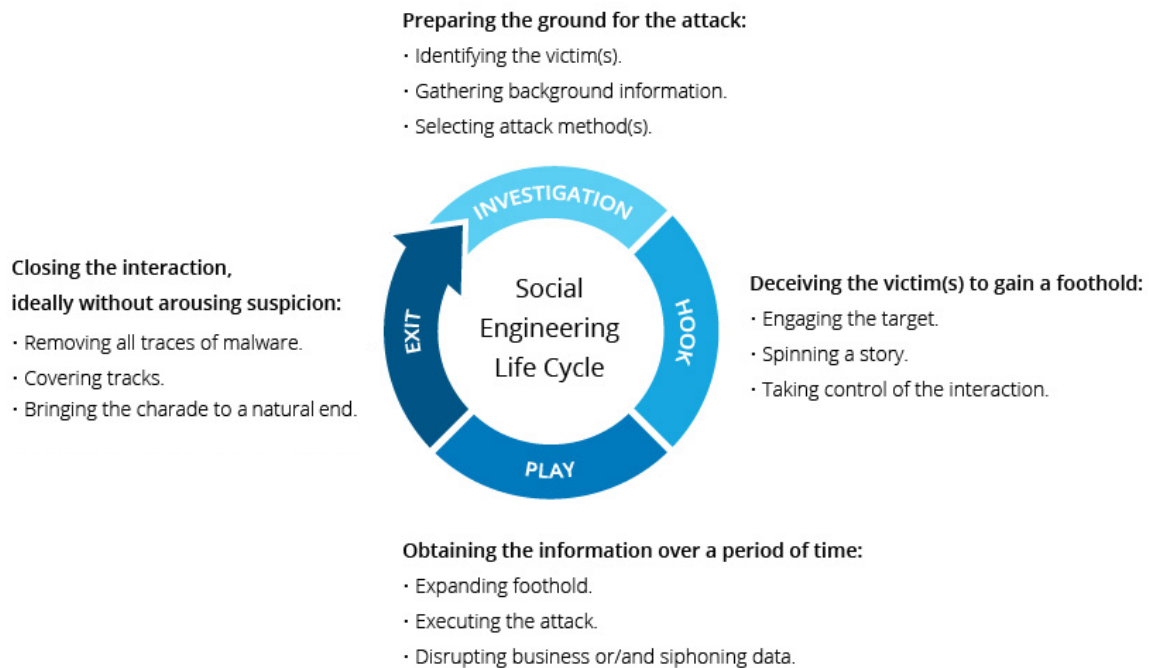 Preparing the ground for the attack:
· Identifying the victim(s).
· Gathering background information.
· Selecting attack method(s).
INVESTIGATION
HOOK
PLAY
EXIT
Social
Engineering
Life Cycle
Closing the interaction,
ideally without arousing suspicion:
· Removing all traces of malware.
· Covering tracks.
· Bringing the charade to a natural end.
Deceiving the victim(s) to gain a foothold:
· Engaging the target.
· Spinning a story.
· Taking control of the interaction.
Obtaining the information over a period of time:
· Expanding foothold.
· Executing the attack.
· Disrupting business or/and siphoning data.